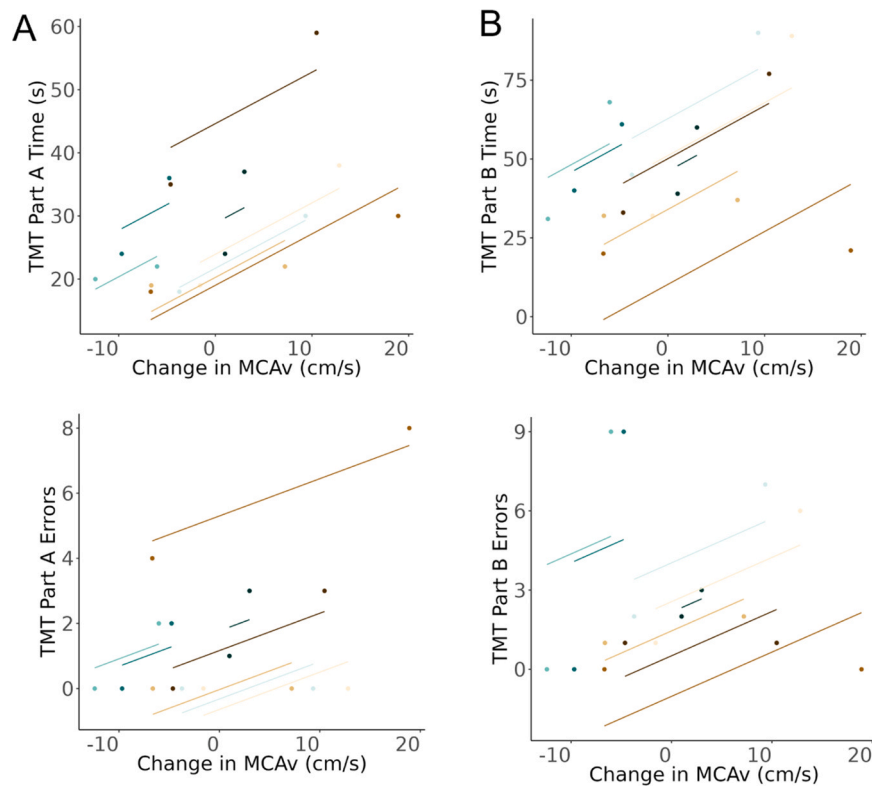 A
TMT Part A Time (s)
60
50
40
30
20
-10 0 10 20
Change in MCAv (cm/s)
B
TMT Part B Time (s)
75
50
25
0
-10 0 10 20
Change in MCAv (cm/s)
TMT Part A Errors
8
6
4
2
0
-10 0 10 20
Change in MCAv (cm/s)
TMT Part B Errors
9
6
3
0
-10 0 10 20
Change in MCAv (cm/s)